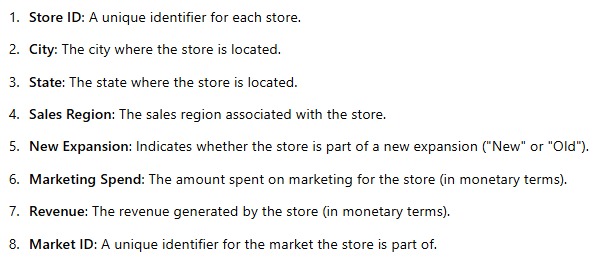 1. Store ID: A unique identifier for each store.
2. City: The city where the store is located.
3. State: The state where the store is located.
4. Sales Region: The sales region associated with the store.
5. New Expansion: Indicates whether the store is part of a new expansion ("New" or "Old").
6. Marketing Spend: The amount spent on marketing for the store (in monetary terms).
7. Revenue: The revenue generated by the store (in monetary terms).
8. Market ID: A unique identifier for the market the store is part of.